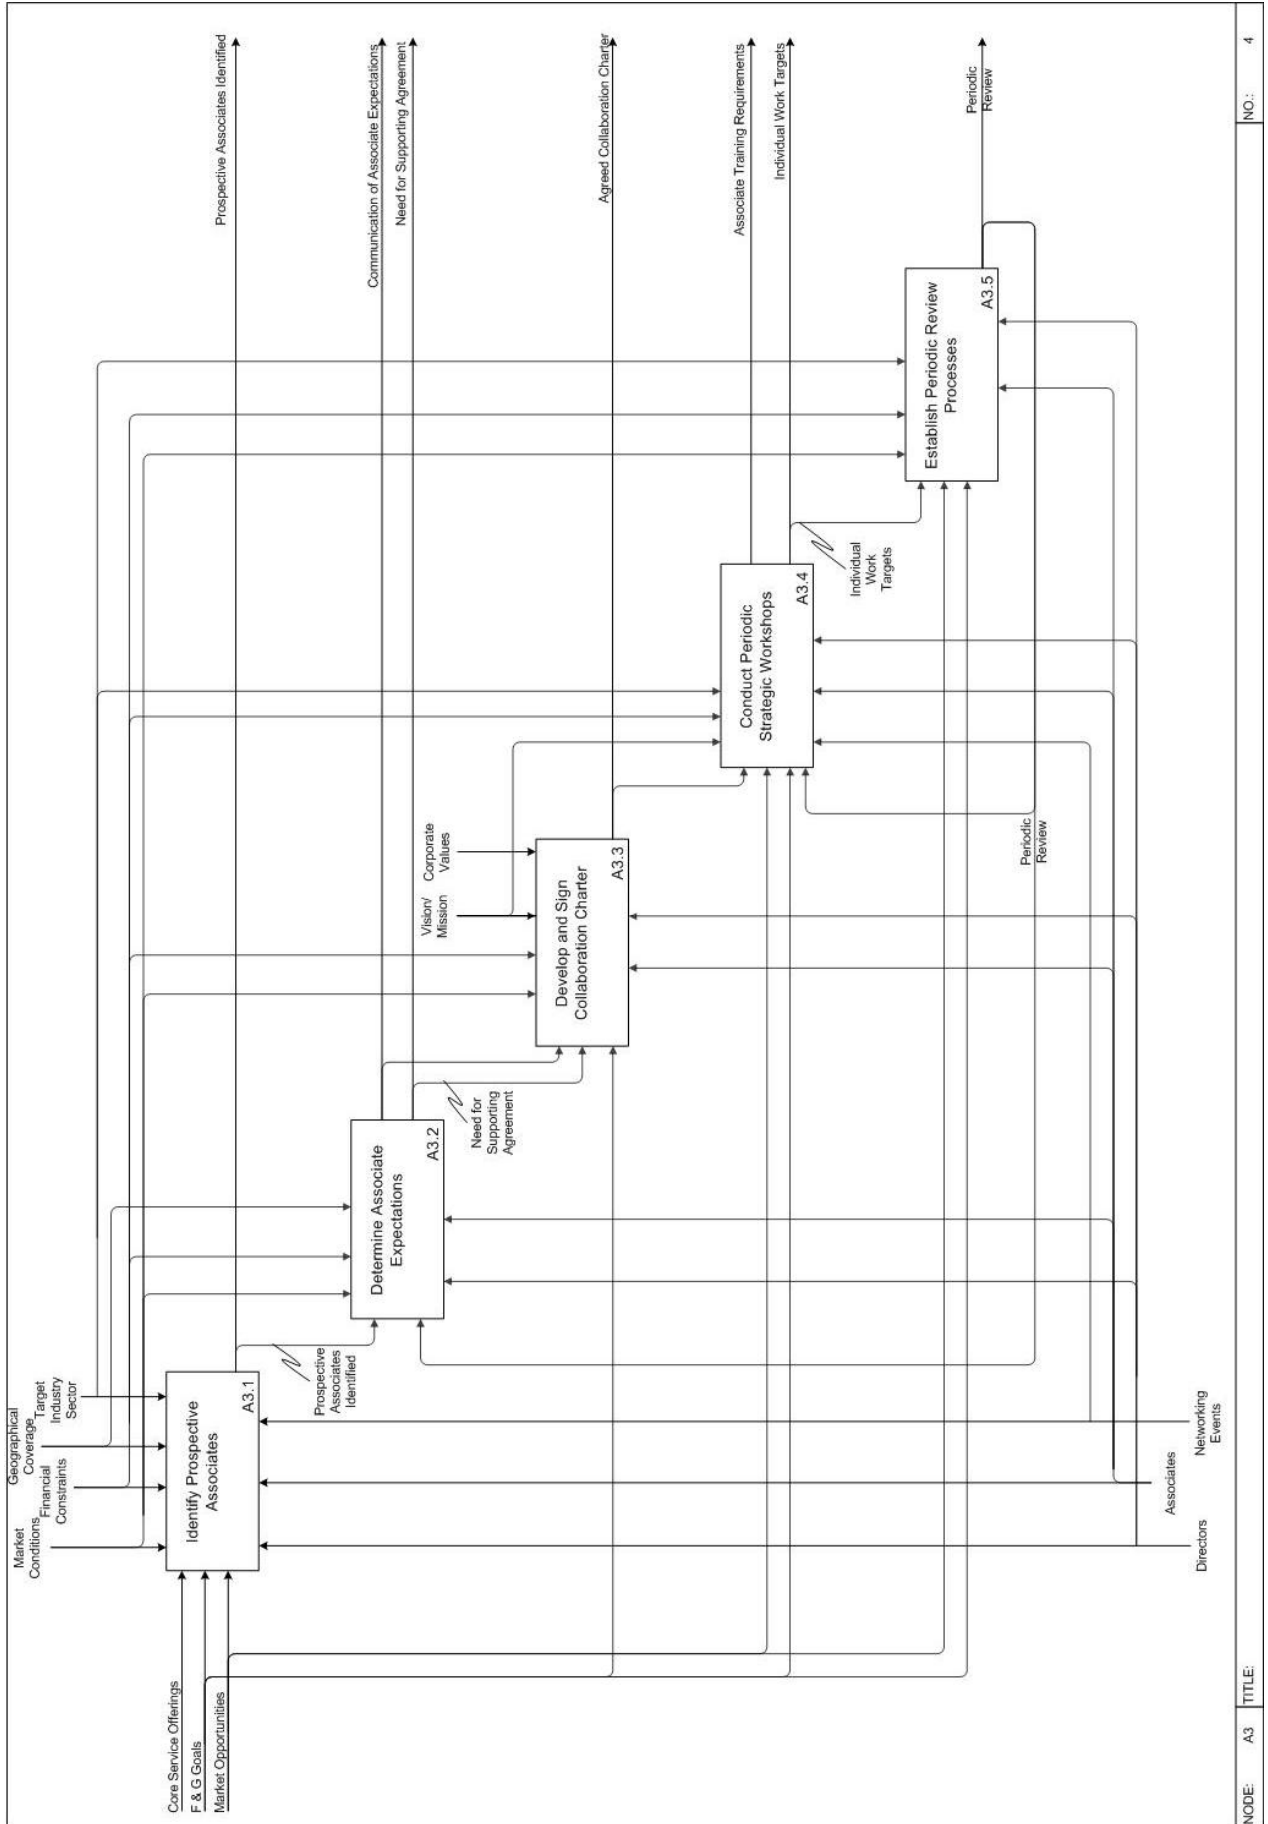 Geographical
Coverage
Market
Conditions
Financial
Constraints
Target
Industry
Sector
Core Service Offerings
F & G Goals
Market Opportunities
Identify Prospective
Associates
A3.1
Prospective Associates Identified
Prospective
Associates
Identified
Determine Associate
Expectations
A3.2
Communication of Associate Expectations
Need for Supporting Agreement
Need for
Supporting
Agreement
Vision/
Mission
Corporate
Values
Develop and Sign
Collaboration Charter
A3.3
Agreed Collaboration Charter
Conduct Periodic
Strategic Workshops
A3.4
Associate Training Requirements
Individual Work Targets
Individual
Work
Targets
Establish Periodic Review
Processes
A3.5
Periodic
Review
Periodic
Review
Directors
Associates
Networking
Events
NODE: A3 TITLE: NO.: 4